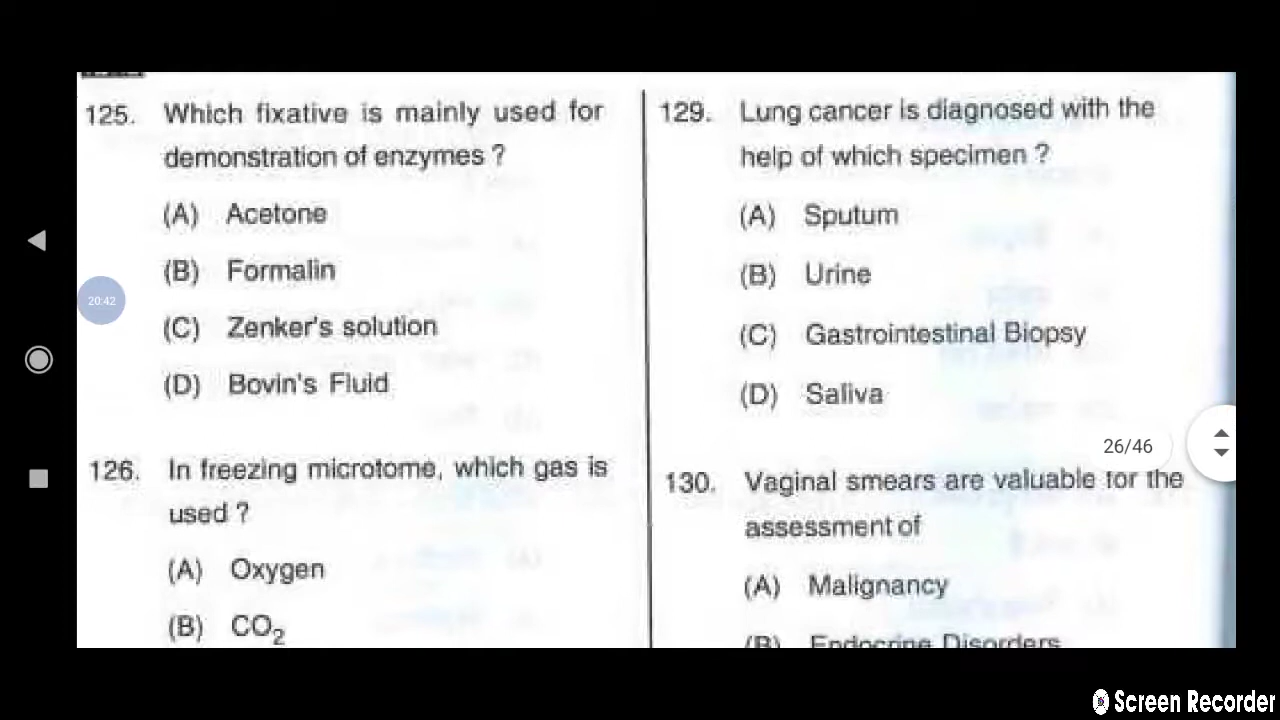 125. Which fixative is mainly used for
demonstration of enzymes ?
(A) Acetone
(B) Formalin
(C) Zenker's solution
(D) Bovin's Fluid
126. In freezing microtome, which gas is
used ?
(A) Oxygen
(B) CO2
129. Lung cancer is diagnosed with the
help of which specimen ?
(A) Sputum
(B) Urine
(C) Gastrointestinal Biopsy
(D) Saliva
130. Vaginal smears are valuable for the
assessment of
(A) Malignancy
(B) Endocrine Disorders
20:42
26/46
Screen Recorder